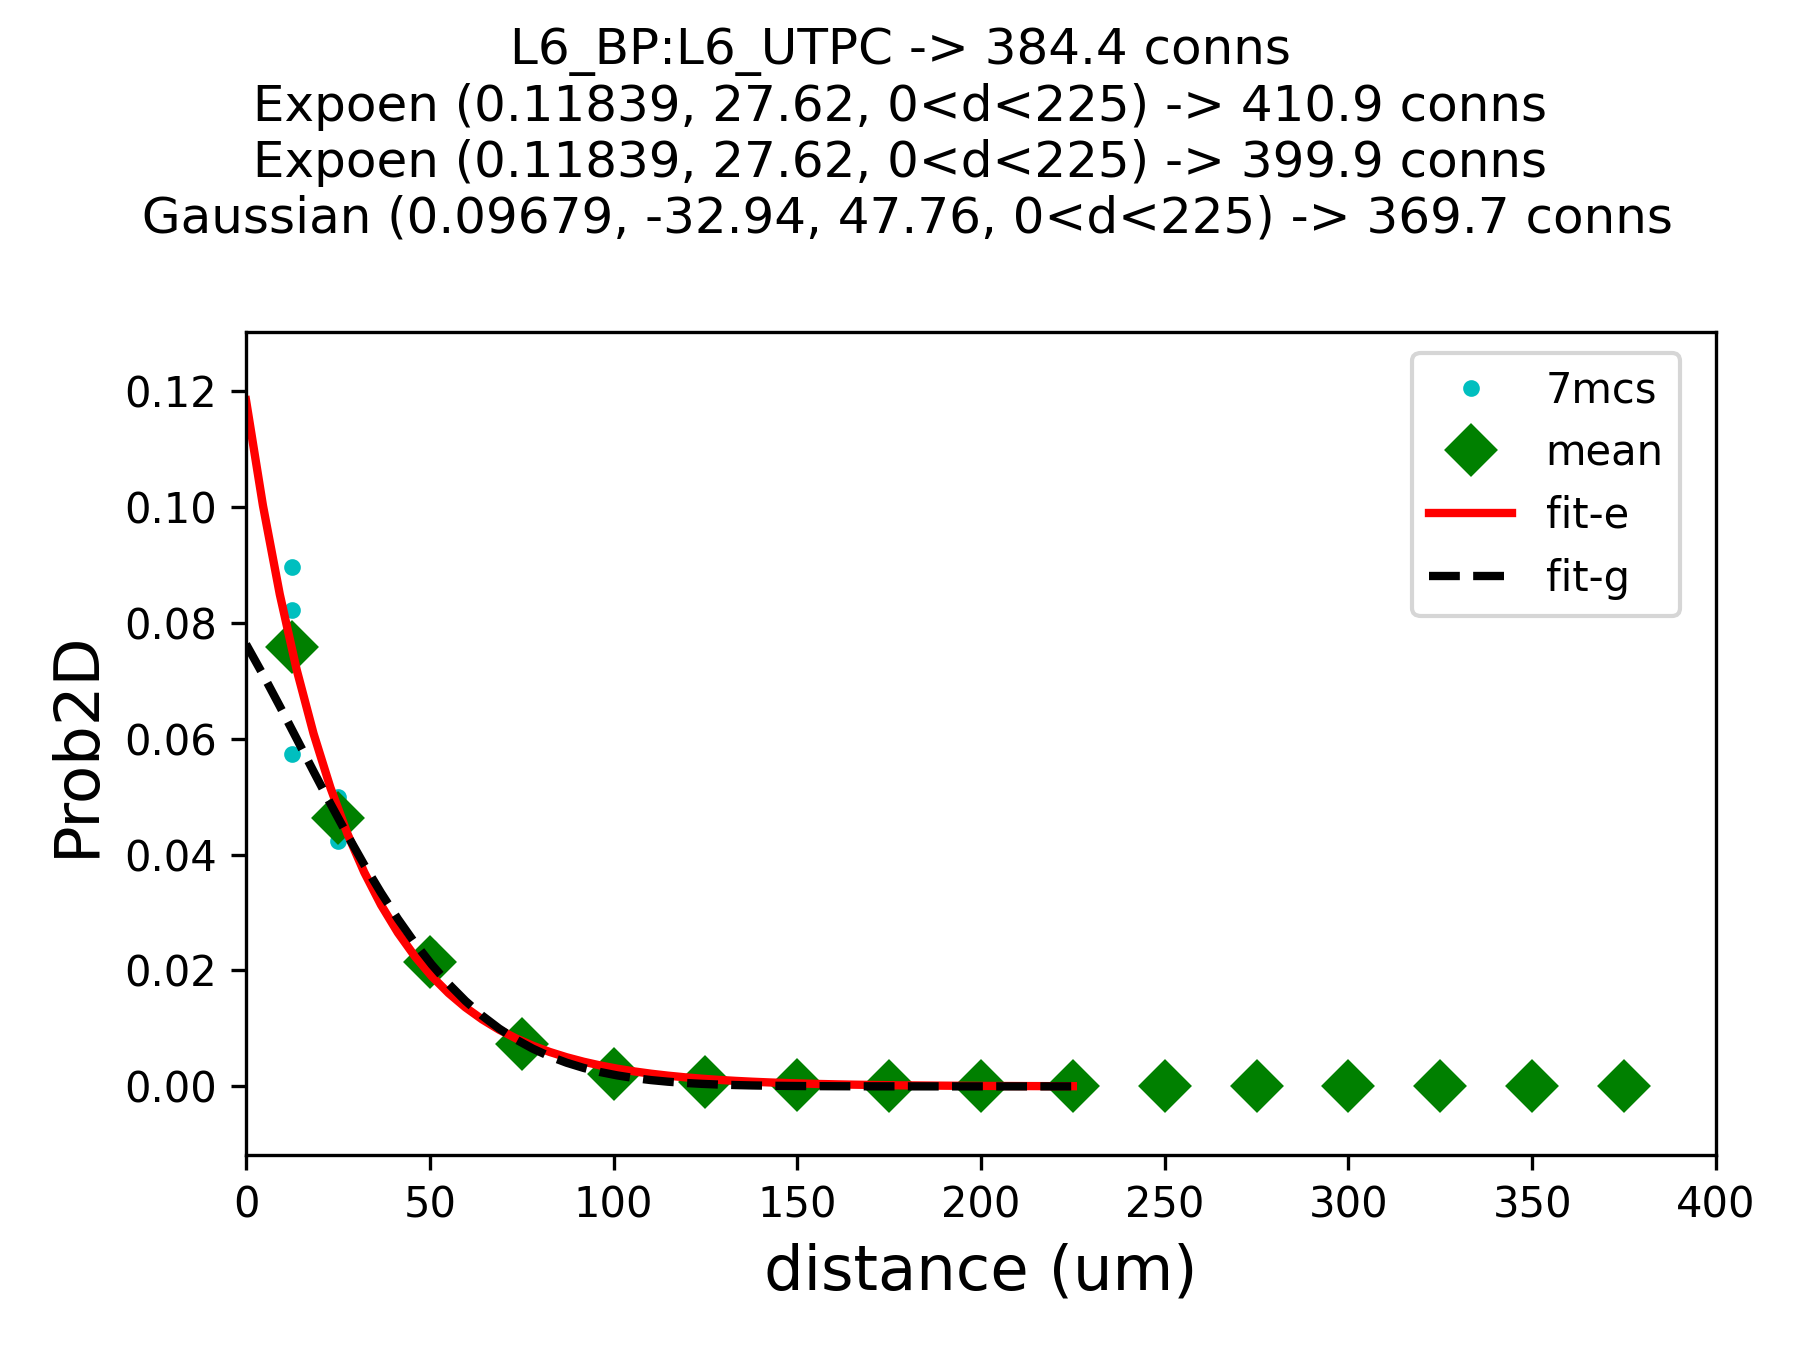 L6_BP:L6_UTPC -> 384.4 conns
Expoen (0.11839, 27.62, 0<d<225) -> 410.9 conns
Expoen (0.11839, 27.62, 0<d<225) -> 399.9 conns
Gaussian (0.09679, -32.94, 47.76, 0<d<225) -> 369.7 conns
7mcs
mean
fit-e
fit-g
Prob2D
0.12
0.10
0.08
0.06
0.04
0.02
0.00
0 50 100 150 200 250 300 350 400
distance (um)